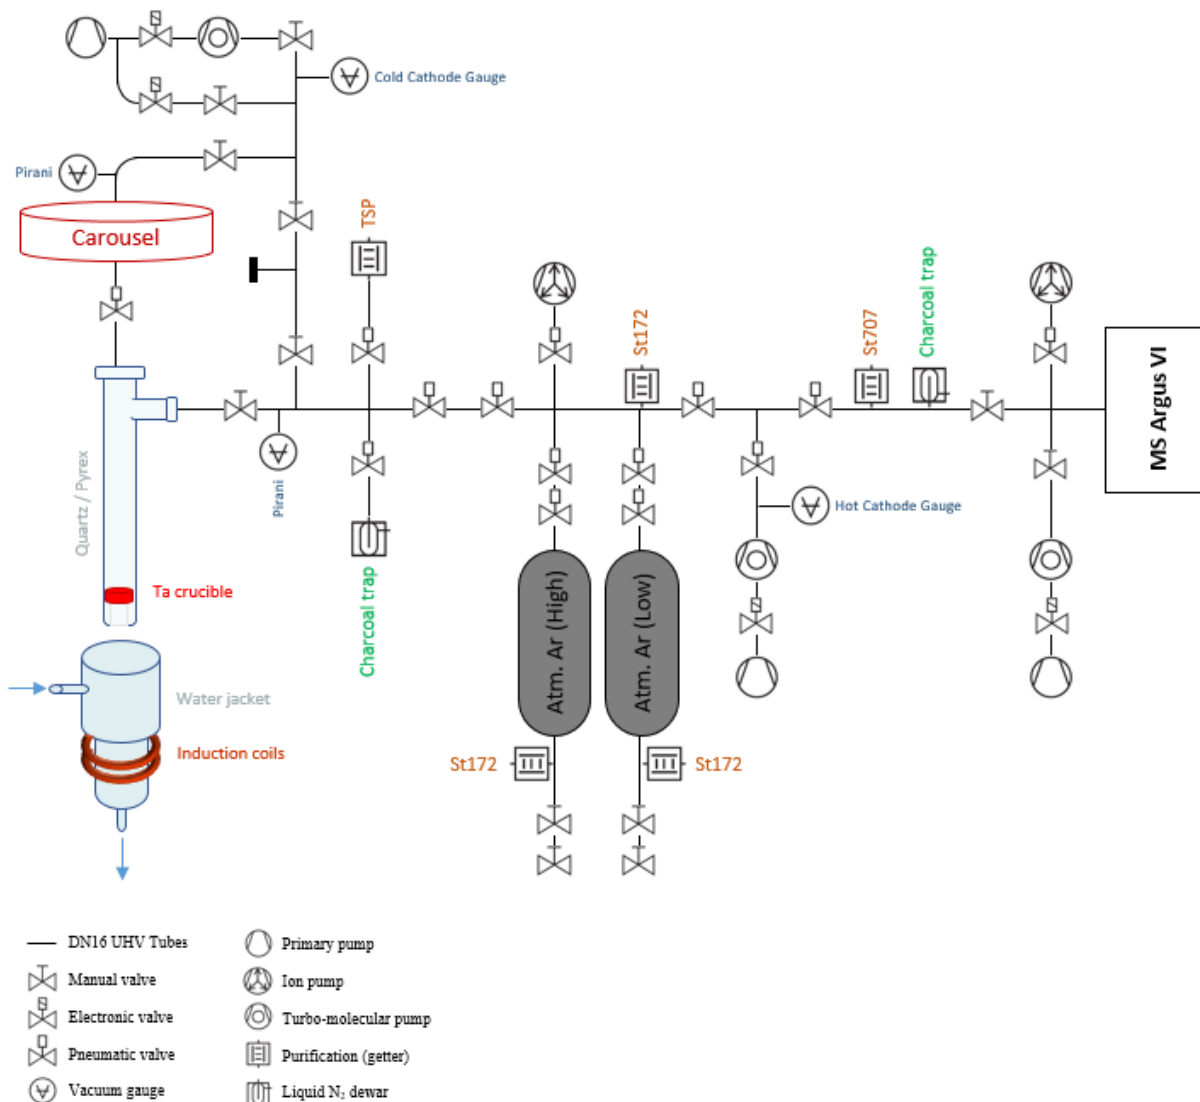 Cold Cathode Gauge
Pirani
Carousel
TSP
St172
St707
Charcoal trap
MS Argus VI
Quartz / Pyrex
Pirani
Hot Cathode Gauge
Ta crucible
Charcoal trap
Atm. Ar (High)
Atm. Ar (Low)
Water jacket
Induction coils
St172
St172
DN16 UHV Tubes
Manual valve
Electronic valve
Pneumatic valve
Vacuum gauge
Primary pump
Ion pump
Turbo-molecular pump
Purification (getter)
Liquid N₂ dewar